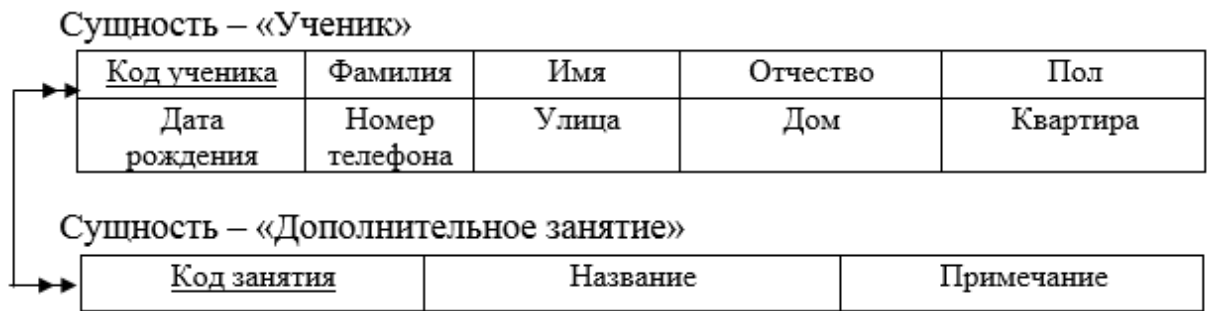 Сущность – «Ученик»
Код ученика Фамилия Имя Отчество Пол
Дата рождения Номер телефона Улица Дом Квартира
Сущность – «Дополнительное занятие»
Код занятия Название Примечание